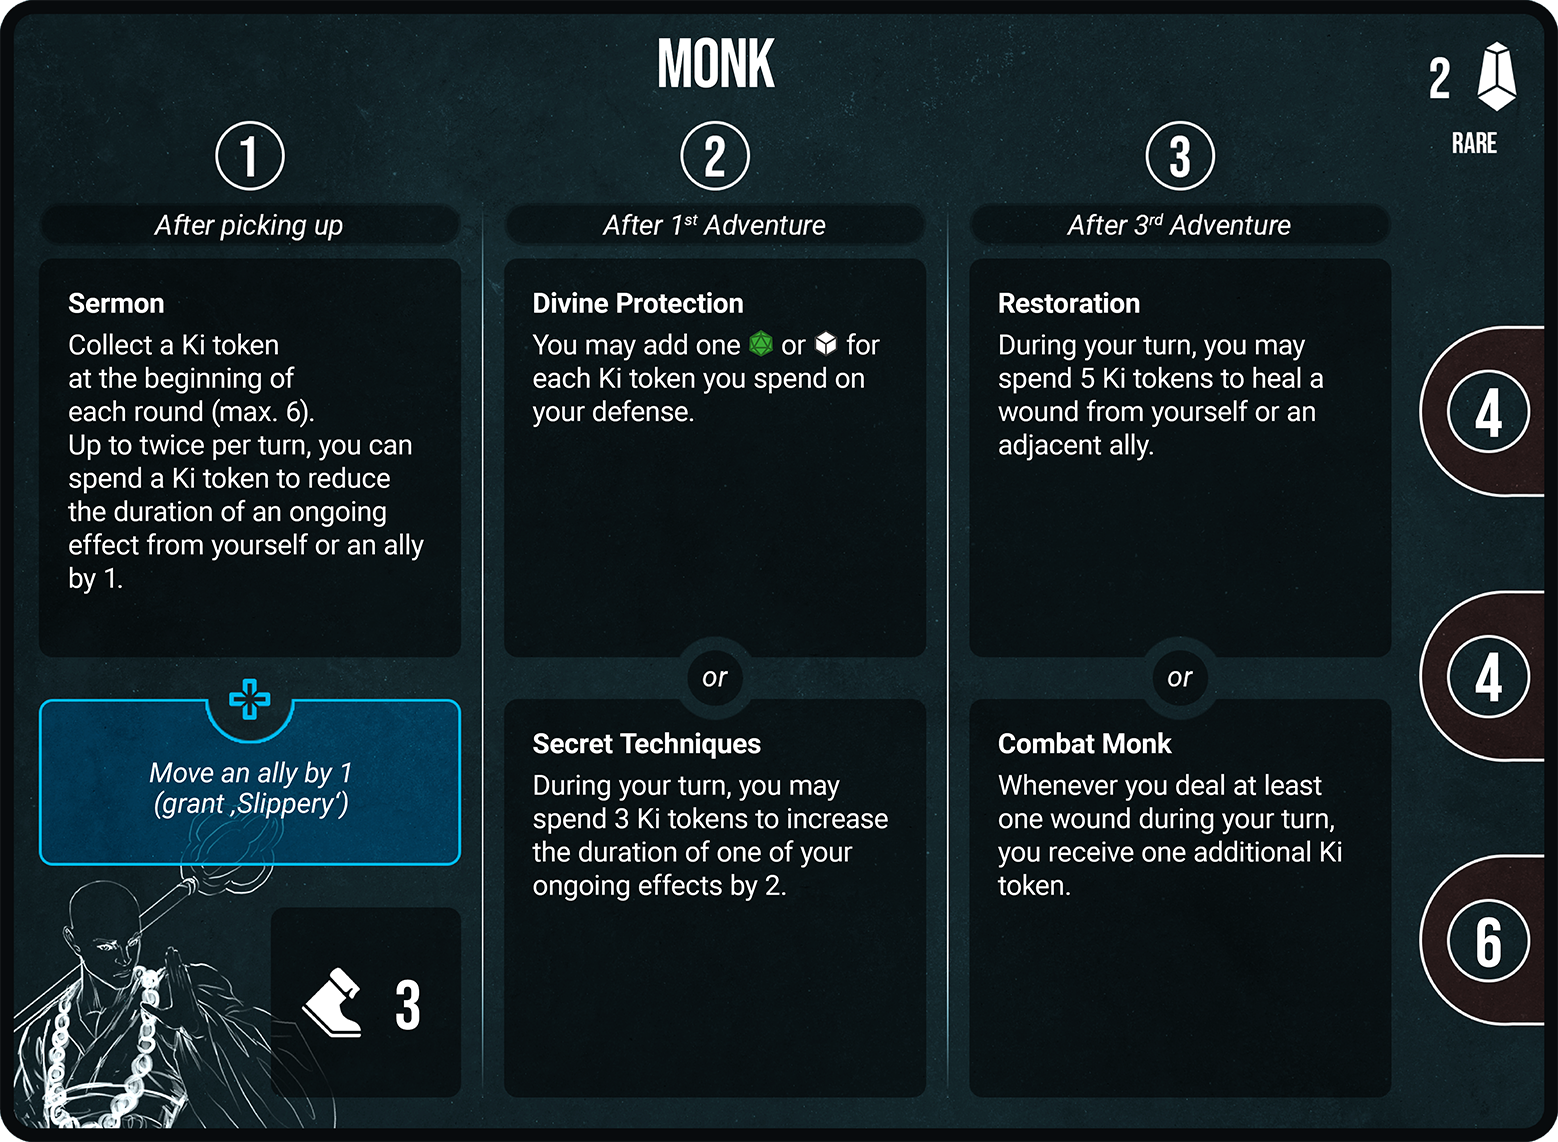 MONK
2
RARE
1
After picking up
Sermon
Collect a Ki token
at the beginning of
each round (max. 6).
Up to twice per turn, you can
spend a Ki token to reduce
the duration of an ongoing
effect from yourself or an ally
by 1.
Move an ally by 1
(grant ‚Slippery‘)
3
2
After 1st Adventure
Divine Protection
You may add one or for
each Ki token you spend on
your defense.
or
Secret Techniques
During your turn, you may
spend 3 Ki tokens to increase
the duration of one of your
ongoing effects by 2.
3
After 3rd Adventure
Restoration
During your turn, you may
spend 5 Ki tokens to heal a
wound from yourself or an
adjacent ally.
or
Combat Monk
Whenever you deal at least
one wound during your turn,
you receive one additional Ki
token.
4
4
6